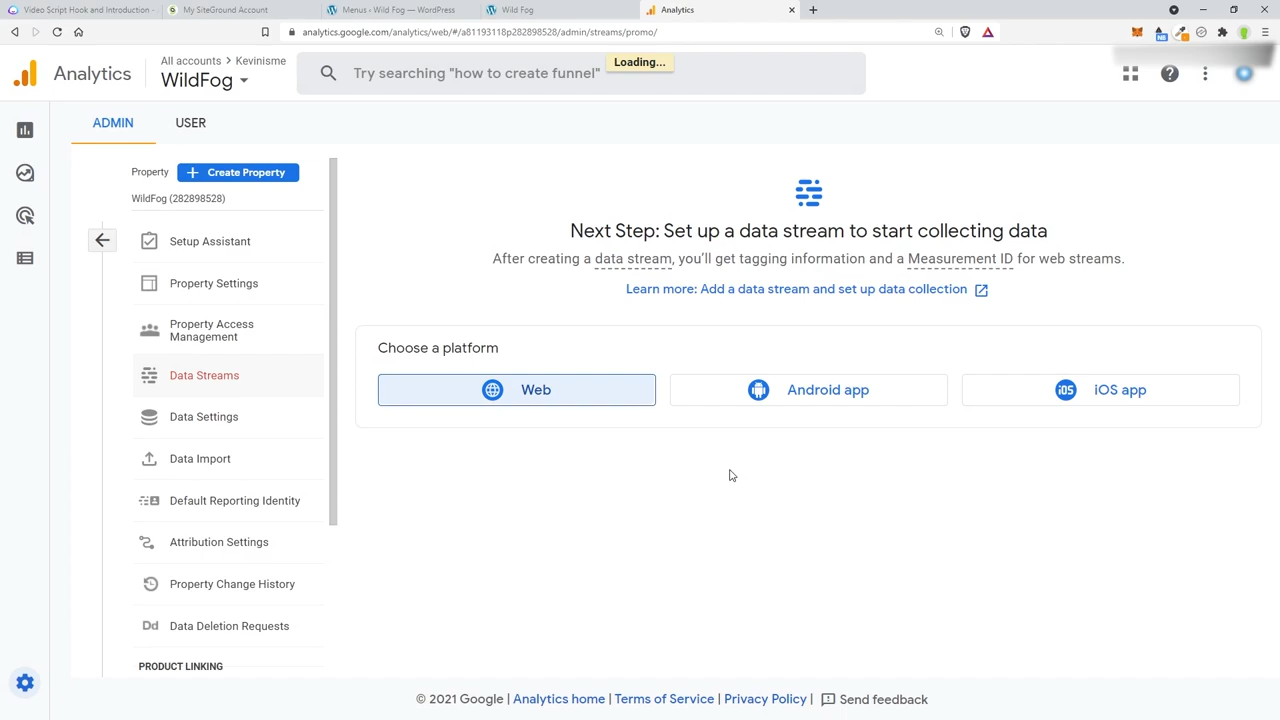 Video Script Hook and Introduction -
My SiteGround Account
Menus ‹ Wild Fog — WordPress
Wild Fog
Analytics
analytics.google.com/analytics/web/#/a81193118p282898528/admin/streams/promo/
Analytics
All accounts > Kevinisme
WildFog
Try searching "how to create funnel"
Loading...
ADMIN
USER
Property
+ Create Property
WildFog (282898528)
Setup Assistant
Property Settings
Property Access
Management
Data Streams
Data Settings
Data Import
Default Reporting Identity
Attribution Settings
Property Change History
Dd Data Deletion Requests
PRODUCT LINKING
Next Step: Set up a data stream to start collecting data
After creating a data stream, you'll get tagging information and a Measurement ID for web streams.
Learn more: Add a data stream and set up data collection
Choose a platform
Web
Android app
iOS iOS app
© 2021 Google | Analytics home | Terms of Service | Privacy Policy | Send feedback